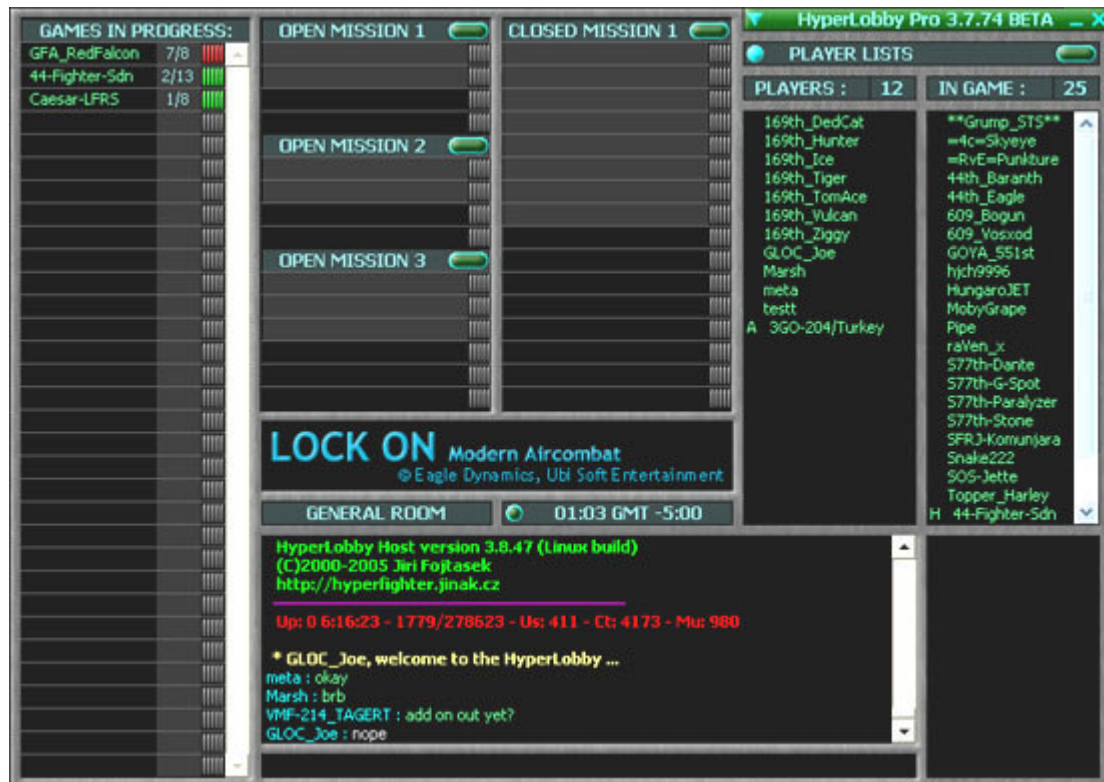 GAMES IN PROGRESS:
GFA_RedFalcon 7/8
44-Fighter-Sdn 2/13
Caesar-LFRS 1/8
OPEN MISSION 1
OPEN MISSION 2
OPEN MISSION 3
CLOSED MISSION 1
HyperLobby Pro 3.7.74 BETA
PLAYER LISTS
PLAYERS : 12
169th_DedCat
169th_Hunter
169th_Ice
169th_Tiger
169th_TomAce
169th_Vulcan
169th_Ziggy
GLOC_Joe
Marsh
meta
testt
A 3GO-204/Turkey
IN GAME : 25
**Grump_STS**
=4c=Skyeye
=RvE=Punkture
44th_Baranth
44th_Eagle
609_Bogun
609_Vosxod
GOYA_551st
hjch9996
HungaroJET
MobyGrape
Pipe
raVen_x
S77th-Dante
S77th-G-Spot
S77th-Paralyzer
S77th-Stone
SFRJ-Komunjara
Snake222
SOS-Jette
Topper_Harley
H 44-Fighter-Sdn
LOCK ON Modern Aircombat
© Eagle Dynamics, Ubi Soft Entertainment
GENERAL ROOM
01:03 GMT -5:00
HyperLobby Host version 3.8.47 (Linux build)
(C)2000-2005 Jiri Fojtasek
http://hyperfighter.jinak.cz
Up: 0 6:16:23 - 1779/278623 - Us: 411 - Ct: 4173 - Mu: 980
* GLOC_Joe, welcome to the HyperLobby ...
meta : okay
Marsh : brb
VMF-214_TAGERT : add on out yet?
GLOC_Joe : nope